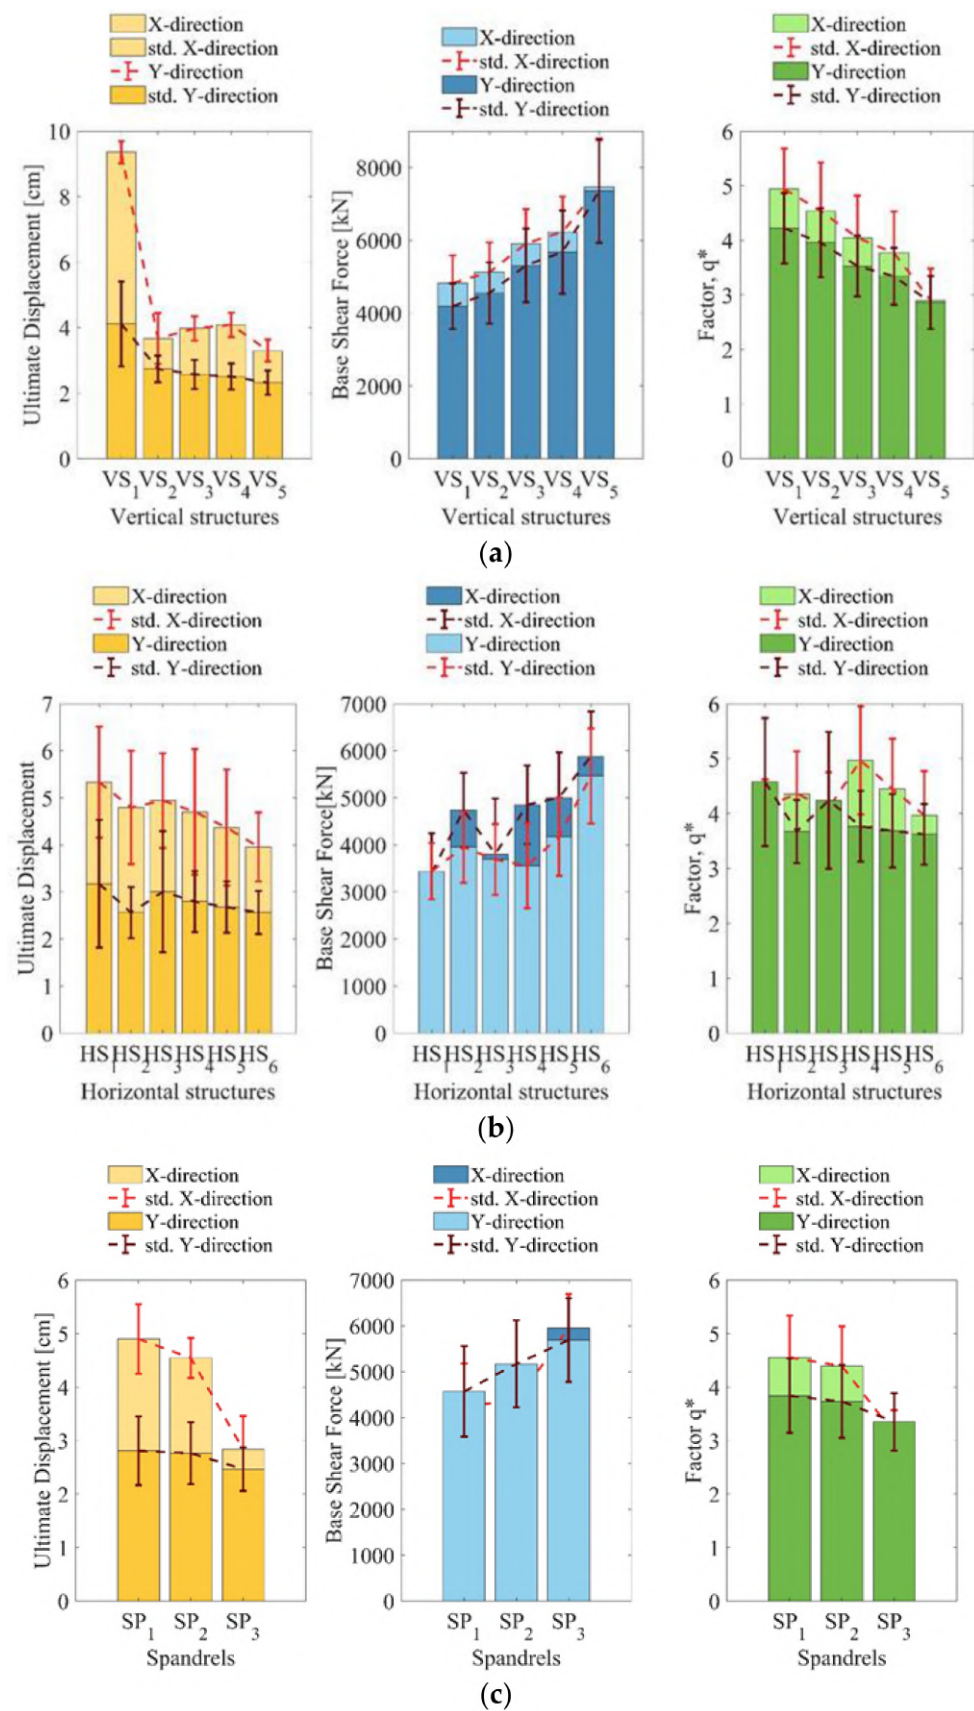 X-direction
std. X-direction
Y-direction
std. Y-direction
X-direction
std. X-direction
Y-direction
std. Y-direction
X-direction
std. X-direction
Y-direction
std. Y-direction
Ultimate Displacement [cm]
10
8
6
4
2
0
VS1 VS2 VS3 VS4 VS5
Vertical structures
Base Shear Force [kN]
8000
6000
4000
2000
0
VS1 VS2 VS3 VS4 VS5
Vertical structures
Factor, q*
6
5
4
3
2
1
0
VS1 VS2 VS3 VS4 VS5
Vertical structures
(a)
X-direction
std. X-direction
Y-direction
std. Y-direction
X-direction
std. X-direction
Y-direction
std. Y-direction
X-direction
std. X-direction
Y-direction
std. Y-direction
Ultimate Displacement
7
6
5
4
3
2
1
0
HS1 HS2 HS3 HS4 HS5 HS6
Horizontal structures
Base Shear Force[kN]
7000
6000
5000
4000
3000
2000
1000
0
HS1 HS2 HS3 HS4 HS5 HS6
Horizontal structures
Factor, q*
6
5
4
3
2
1
0
HS1 HS2 HS3 HS4 HS5 HS6
Horizontal structures
(b)
X-direction
std. X-direction
Y-direction
std. Y-direction
X-direction
std. X-direction
Y-direction
std. Y-direction
X-direction
std. X-direction
Y-direction
std. Y-direction
Ultimate Displacement [cm]
6
5
4
3
2
1
0
SP1 SP2 SP3
Spandrels
Base Shear Force [kN]
7000
6000
5000
4000
3000
2000
1000
0
SP1 SP2 SP3
Spandrels
Factor q*
6
5
4
3
2
1
0
SP1 SP2 SP3
Spandrels
(c)